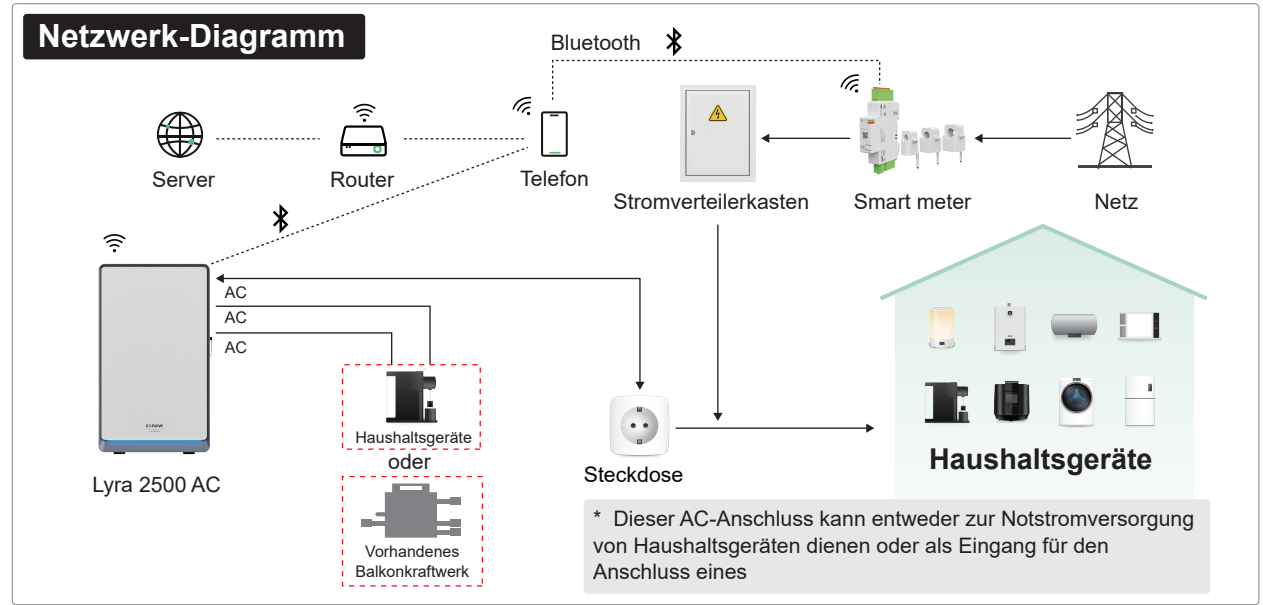 Netzwerk-Diagramm
Bluetooth
Server
Router
Telefon
Stromverteilerkasten
Smart meter
Netz
AC
AC
AC
Lyra 2500 AC
Haushaltsgeräte
oder
Vorhandenes
Balkonkraftwerk
Steckdose
Haushaltsgeräte
* Dieser AC-Anschluss kann entweder zur Notstromversorgung
von Haushaltsgeräten dienen oder als Eingang für den
Anschluss eines